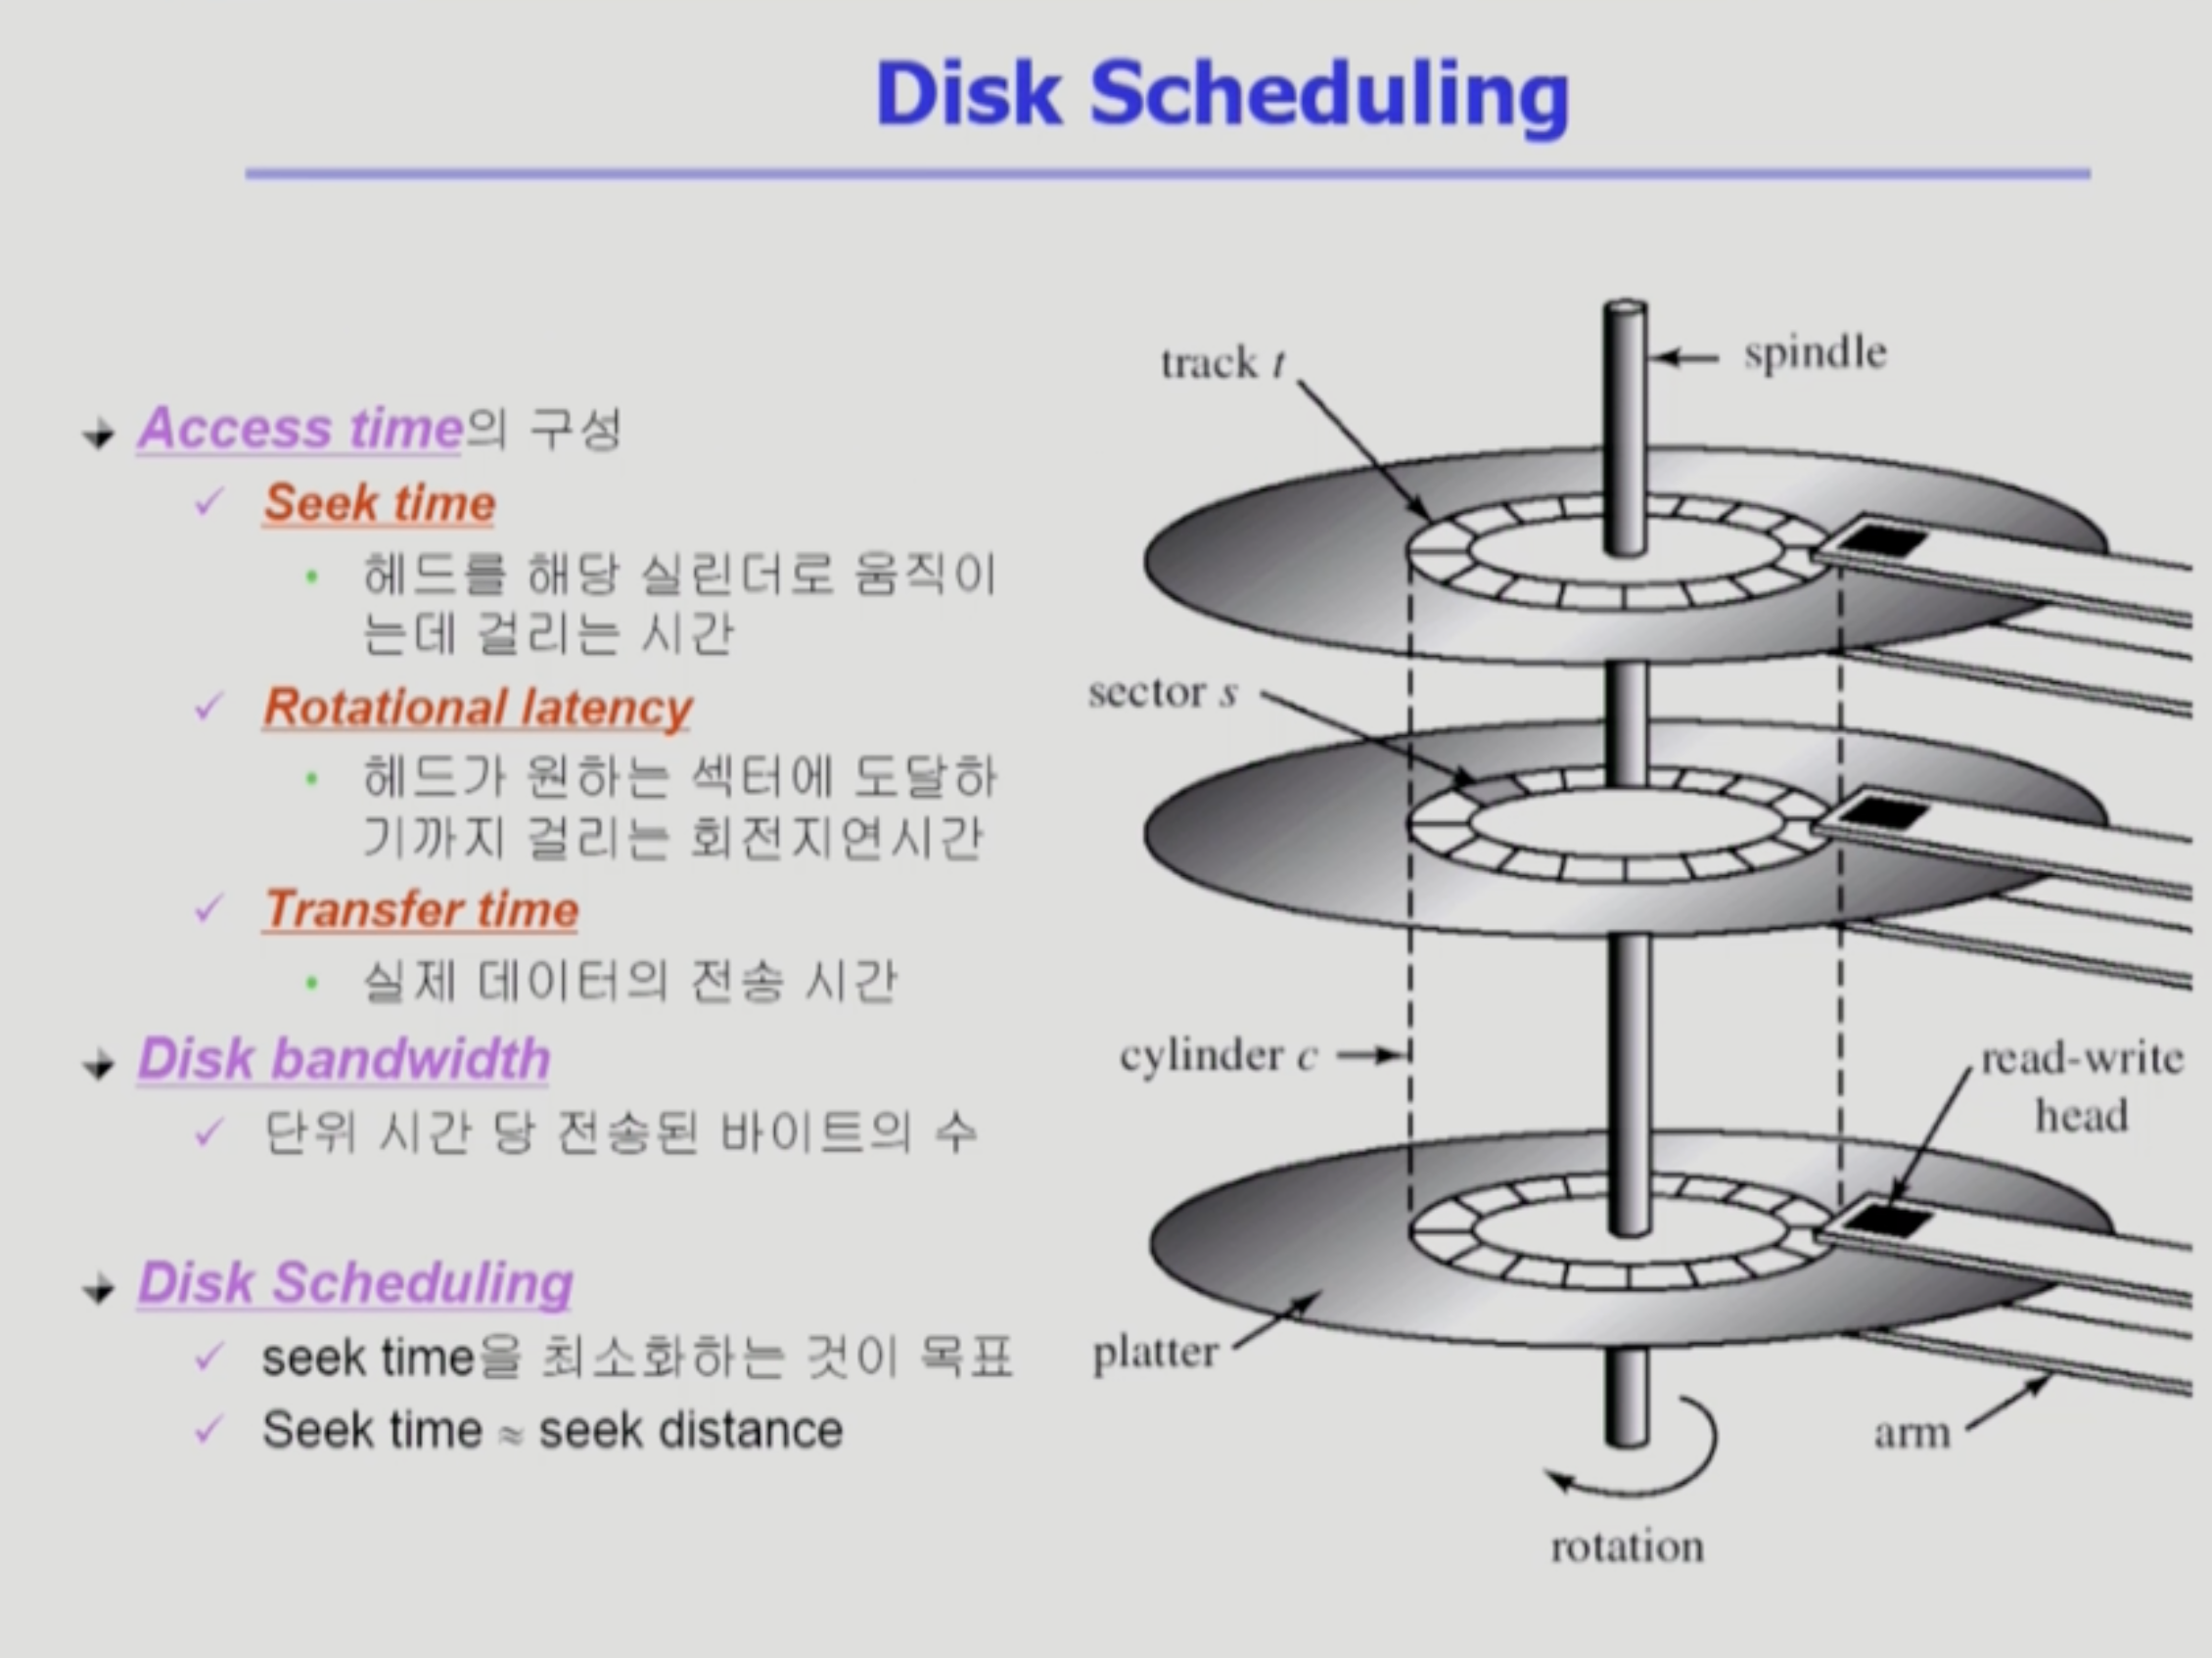 Disk Scheduling
Access time의 구성
Seek time
헤드를 해당 실린더로 움직이
는데 걸리는 시간
Rotational latency
헤드가 원하는 섹터에 도달하
기까지 걸리는 회전지연시간
Transfer time
실제 데이터의 전송 시간
Disk bandwidth
단위 시간 당 전송된 바이트의 수
Disk Scheduling
seek time을 최소화하는 것이 목표
Seek time ≈ seek distance
track t
spindle
sector s
cylinder c
read-write
head
platter
arm
rotation